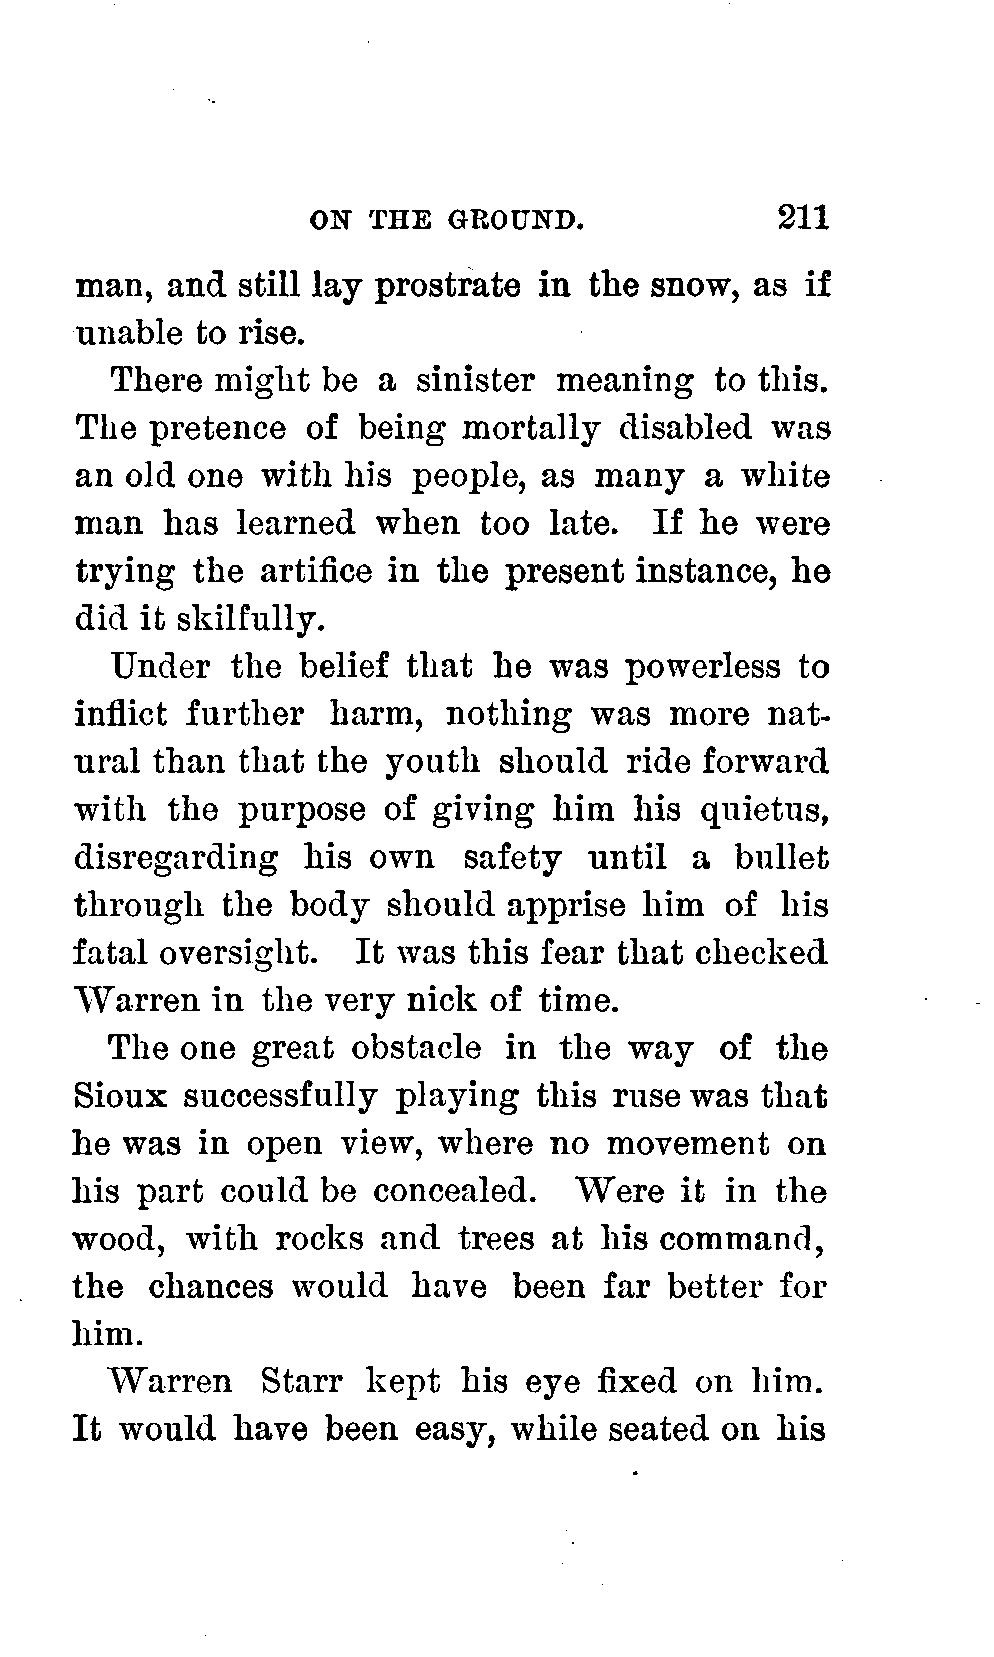 ON THE GROUND. 211
man, and still lay prostrate in the snow, as if
unable to rise.
There might be a sinister meaning to this.
The pretence of being mortally disabled was
an old one with his people, as many a white
man has learned when too late. If he were
trying the artifice in the present instance, he
did it skilfully.
Under the belief that he was powerless to
inflict further harm, nothing was more nat-
ural than that the youth should ride forward
with the purpose of giving him his quietus,
disregarding his own safety until a bullet
through the body should apprise him of his
fatal oversight. It was this fear that checked
Warren in the very nick of time.
The one great obstacle in the way of the
Sioux successfully playing this ruse was that
he was in open view, where no movement on
his part could be concealed. Were it in the
wood, with rocks and trees at his command,
the chances would have been far better for
him.
Warren Starr kept his eye fixed on him.
It would have been easy, while seated on his